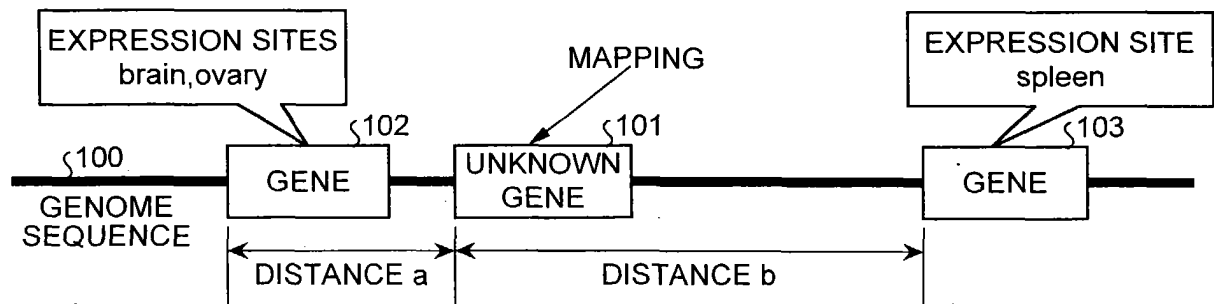 EXPRESSION SITES
brain,ovary
MAPPING
EXPRESSION SITE
spleen
102
101
103
100
GENE
UNKNOWN
GENE
GENE
GENOME
SEQUENCE
DISTANCE a
DISTANCE b